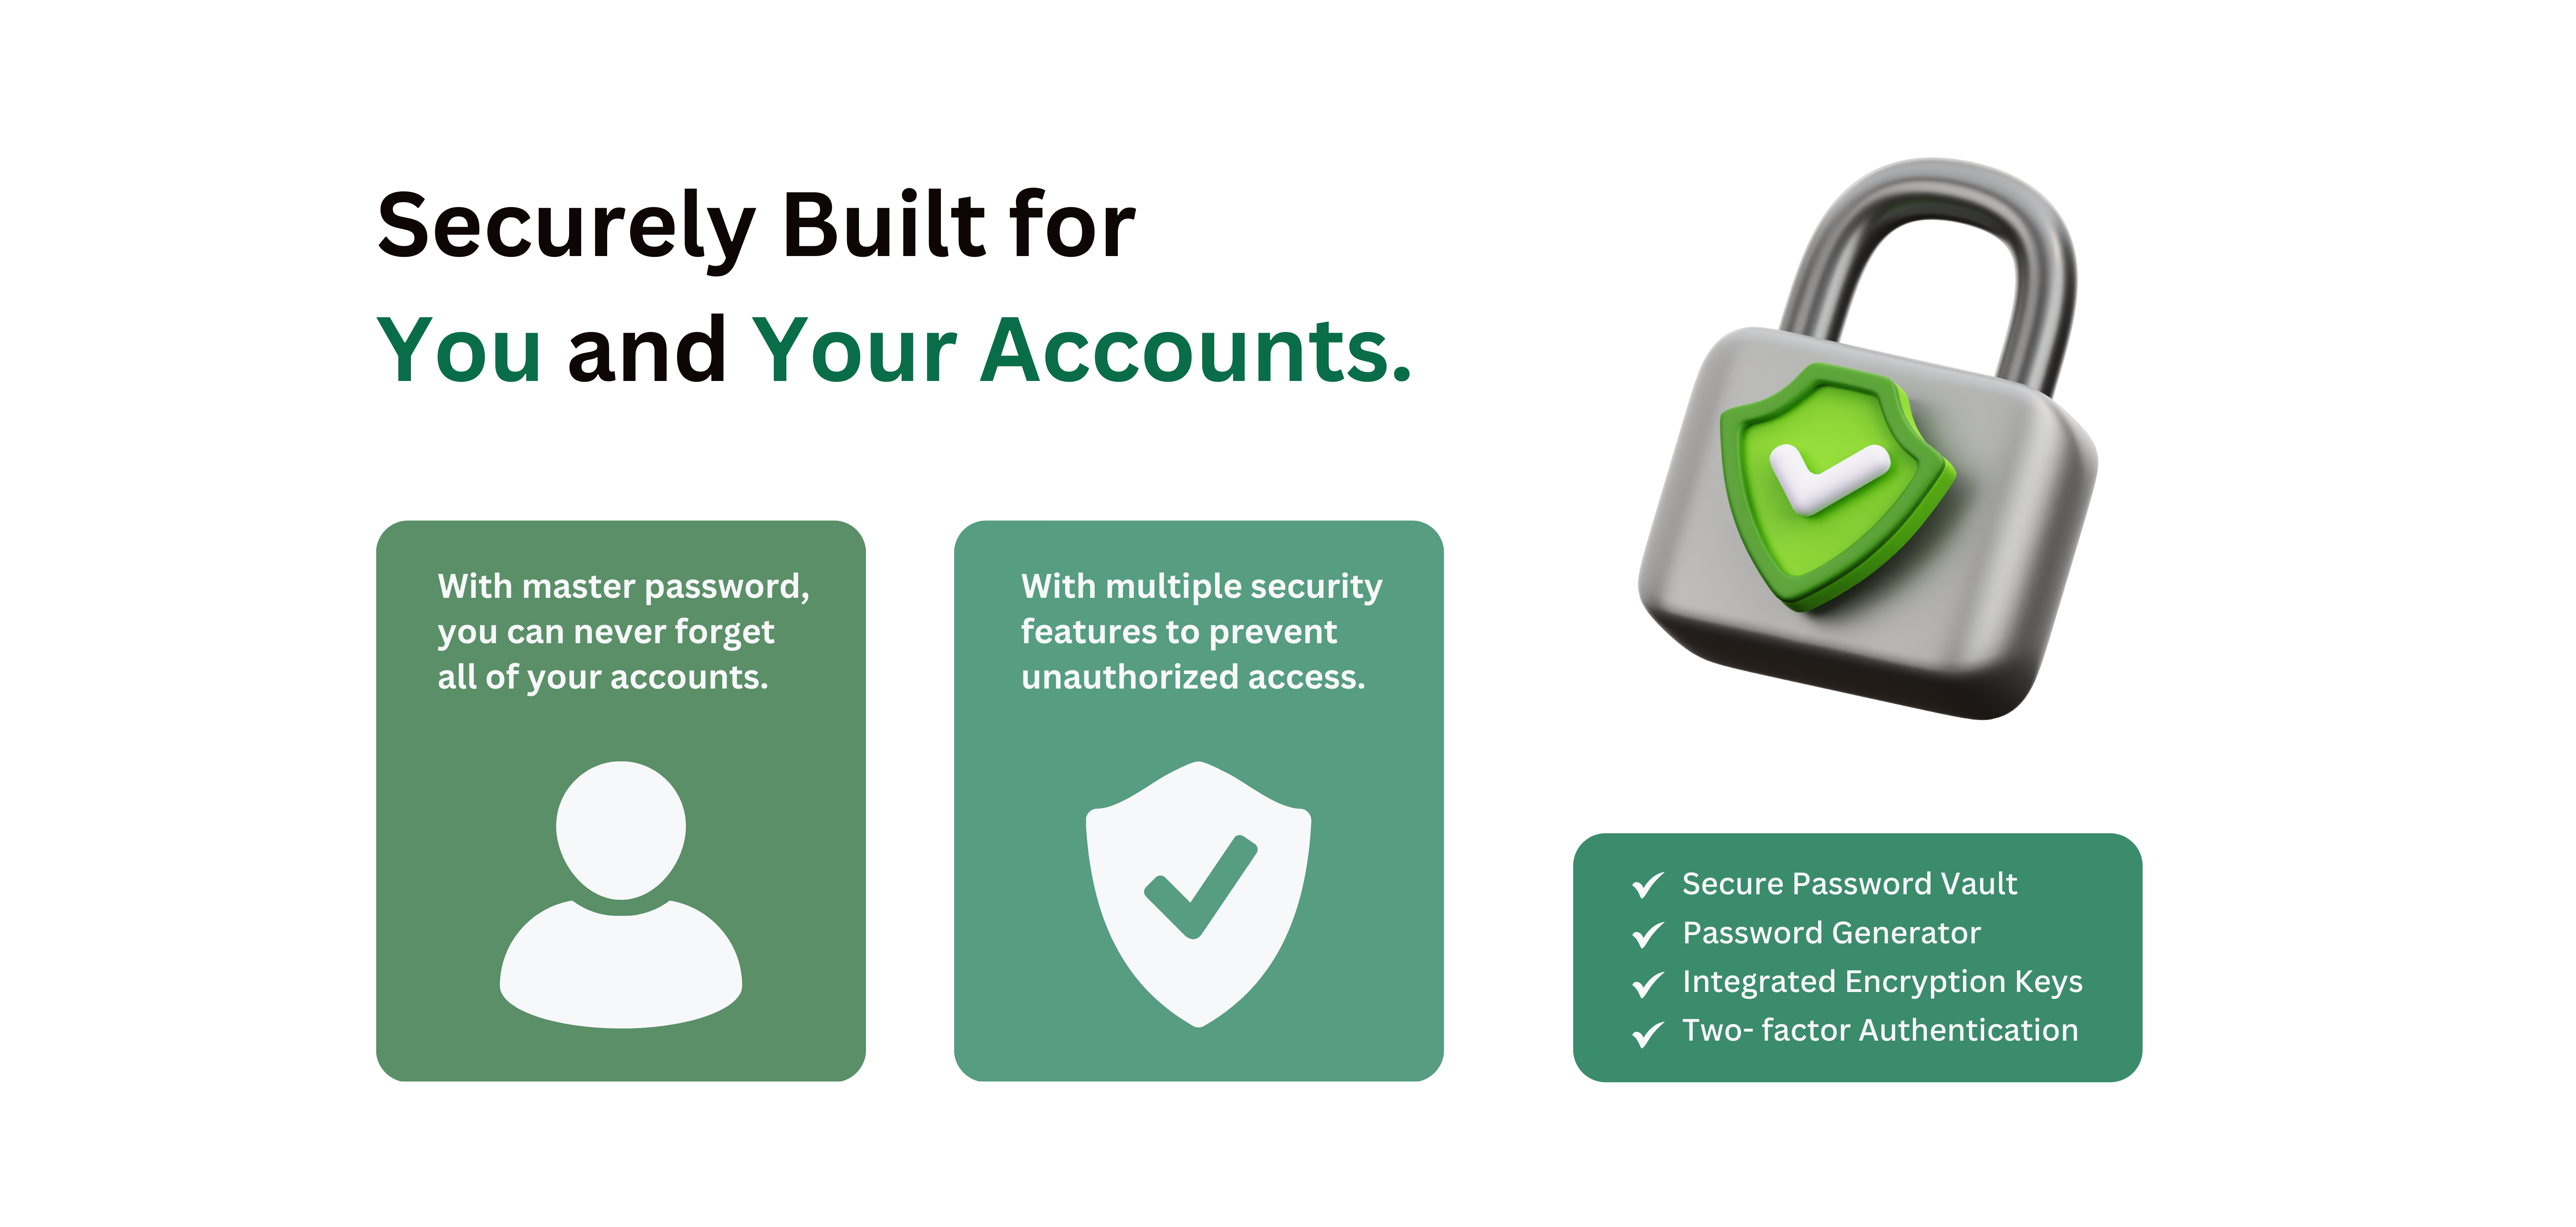 Securely Built for
You and Your Accounts.
With master password,
you can never forget
all of your accounts.
With multiple security
features to prevent
unauthorized access.
Secure Password Vault
Password Generator
Integrated Encryption Keys
Two- factor Authentication